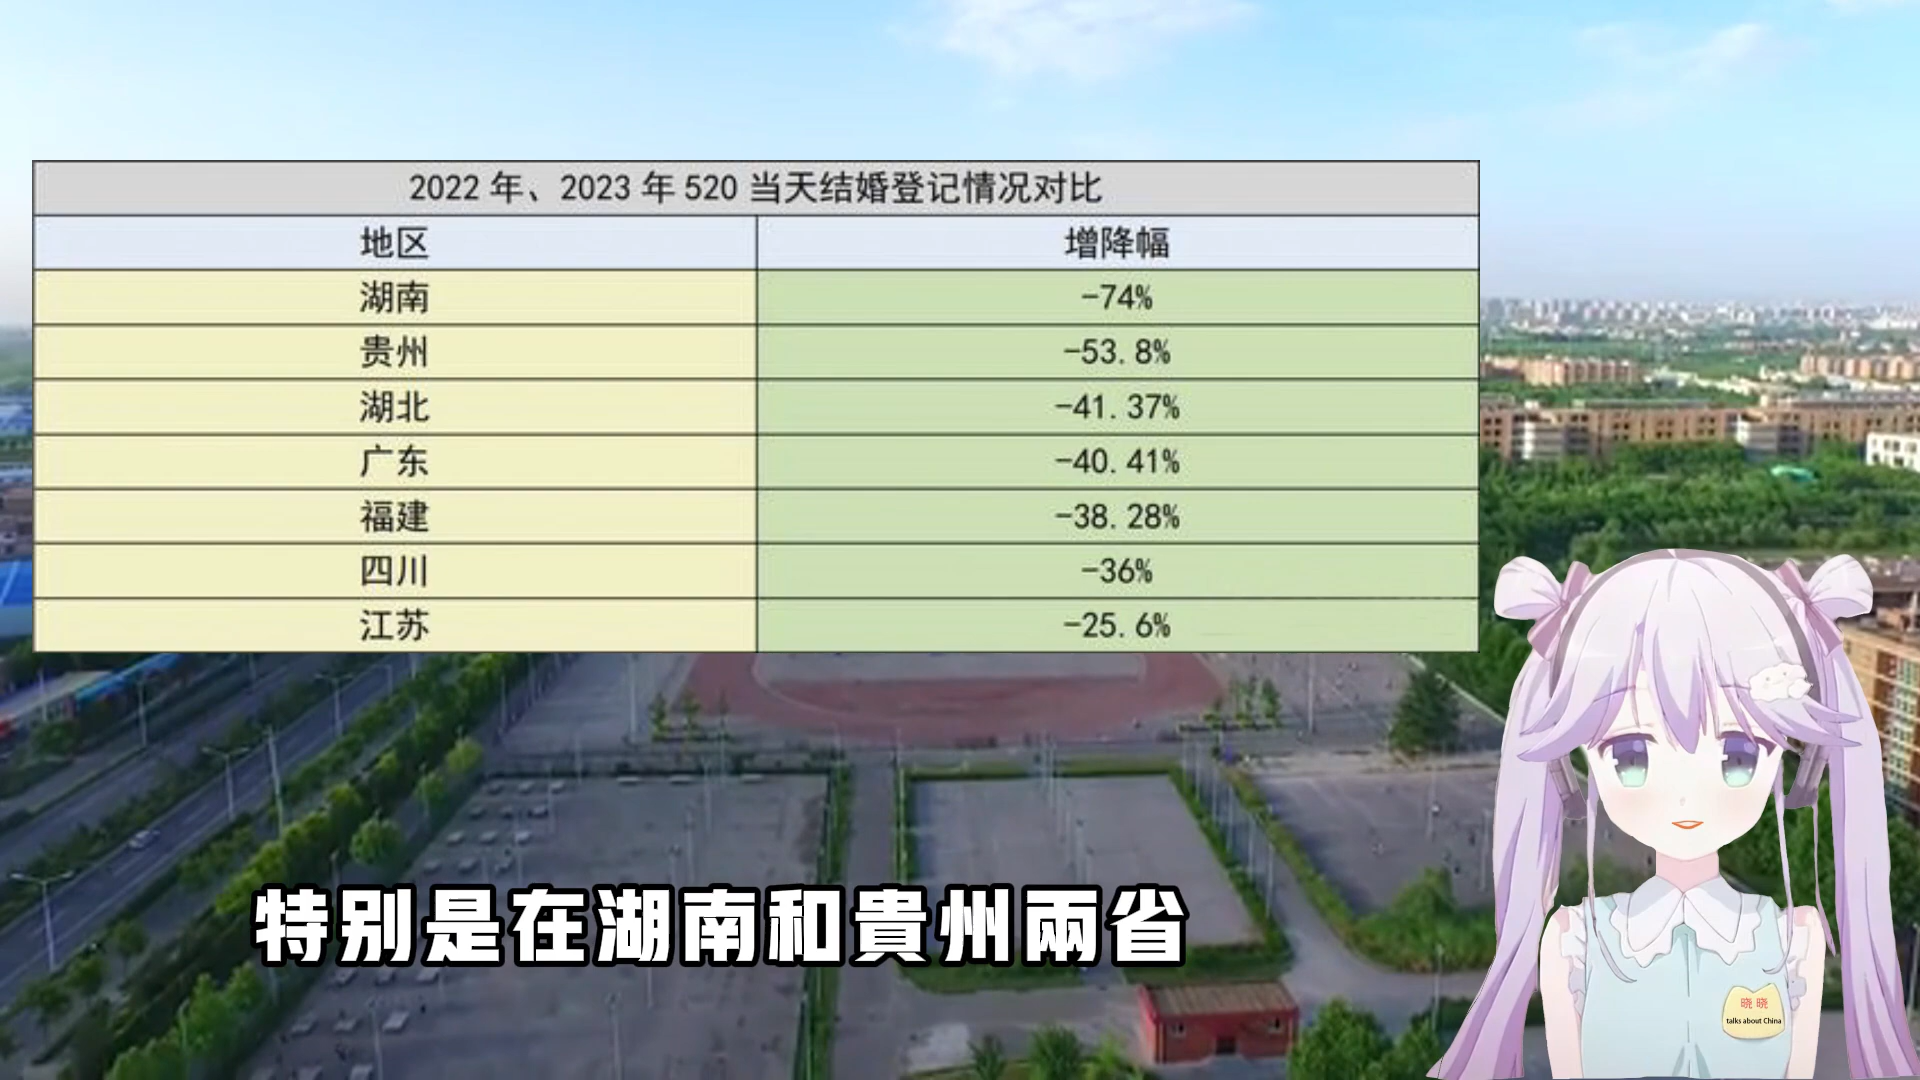 2022 年、2023 年 520 当天结婚登记情况对比
地区 增降幅
湖南 -74%
贵州 -53.8%
湖北 -41.37%
广东 -40.41%
福建 -38.28%
四川 -36%
江苏 -25.6%
特别是在湖南和貴州兩省
晓晓
talks about China